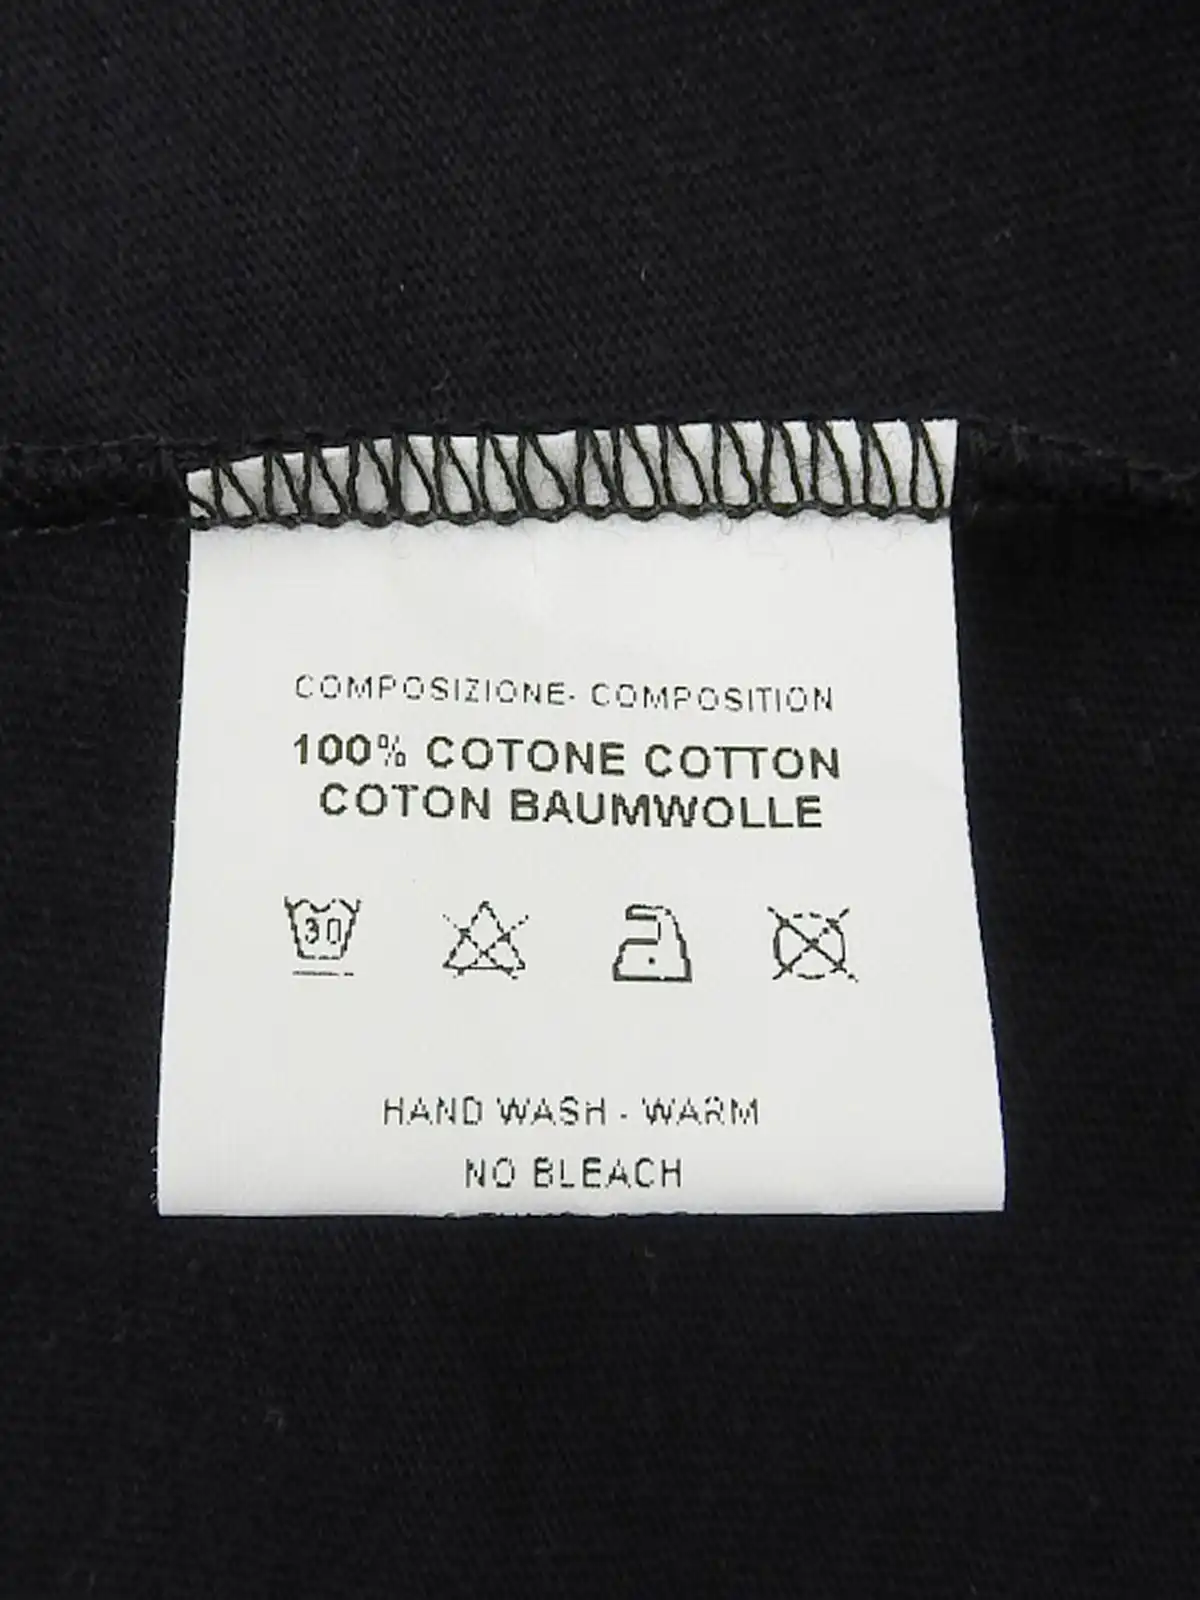 COMPOSIZIONE- COMPOSITION
100% COTONE COTTON
COTON BAUMWOLLE
30
HAND WASH - WARM
NO BLEACH